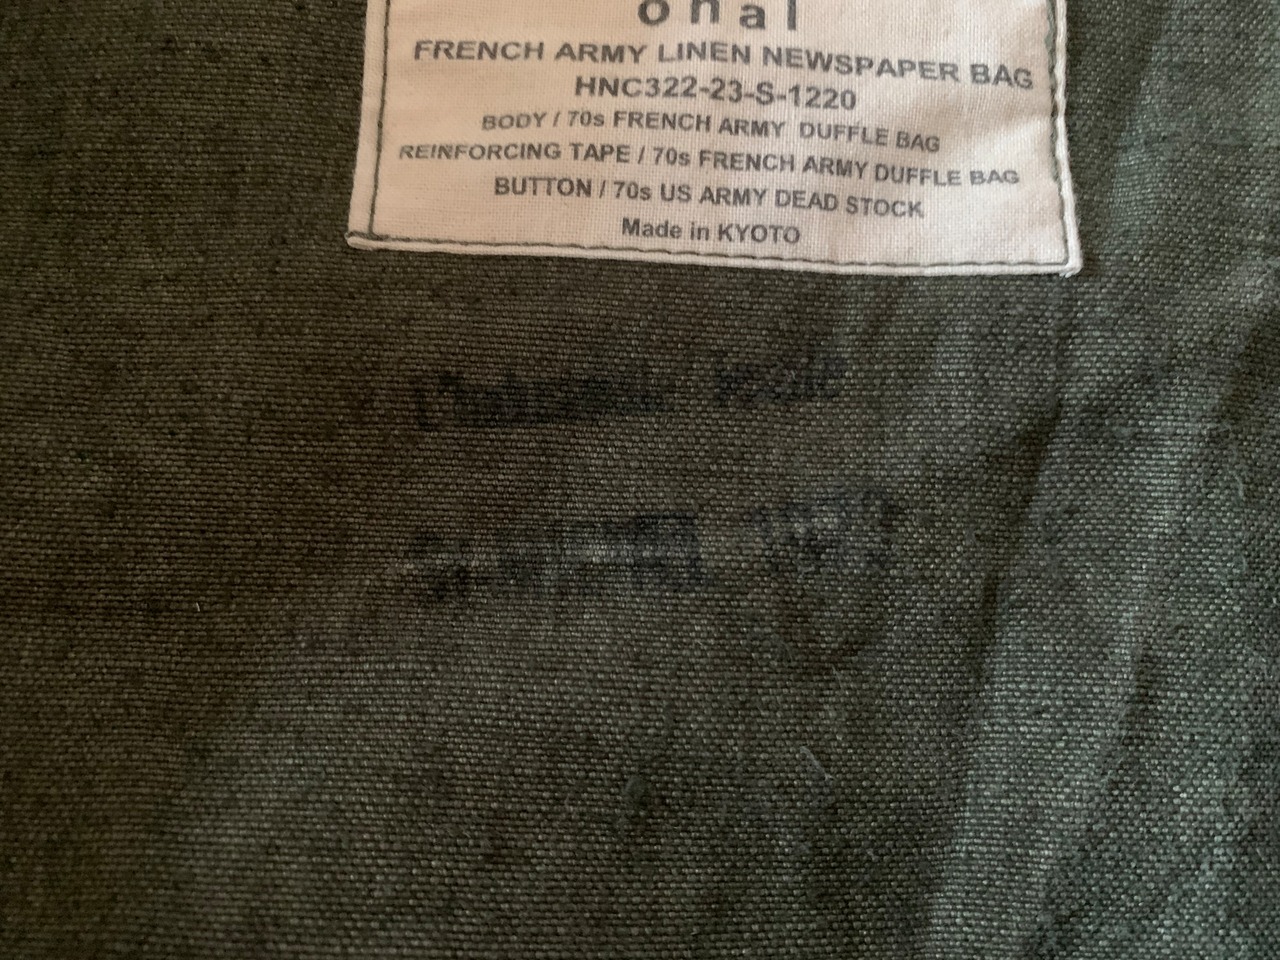 onal
FRENCH ARMY LINEN NEWSPAPER BAG
HNC322-23-S-1220
BODY / 70s FRENCH ARMY DUFFLE BAG
REINFORCING TAPE / 70s FRENCH ARMY DUFFLE BAG
BUTTON / 70s US ARMY DEAD STOCK
Made in KYOTO